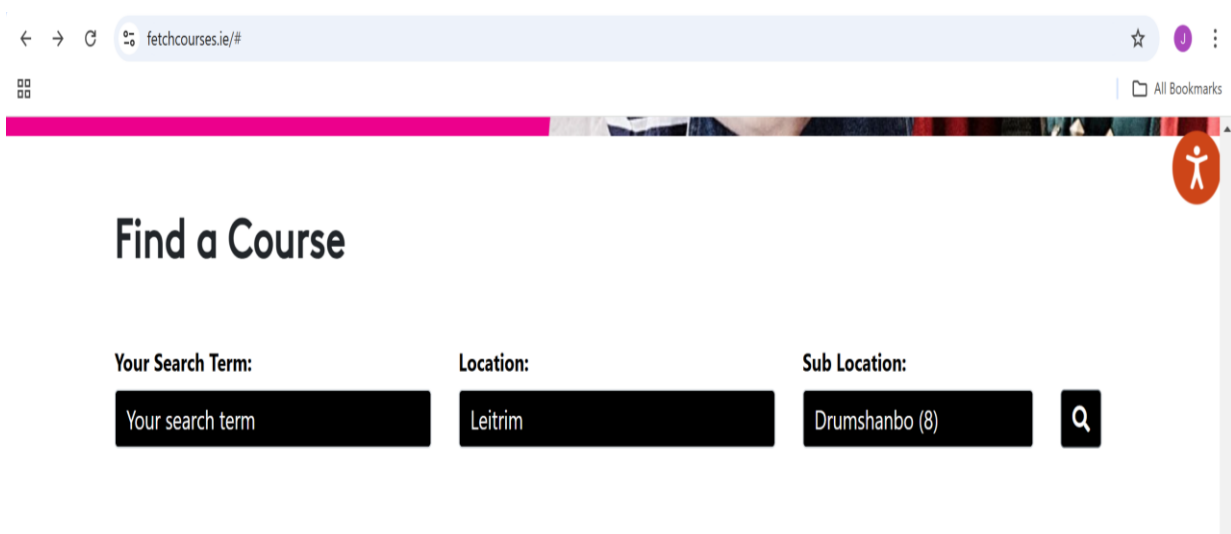 fetchcourses.ie/#
J
All Bookmarks
Find a Course
Your Search Term: Location: Sub Location:
Your search term Leitrim Drumshanbo (8)